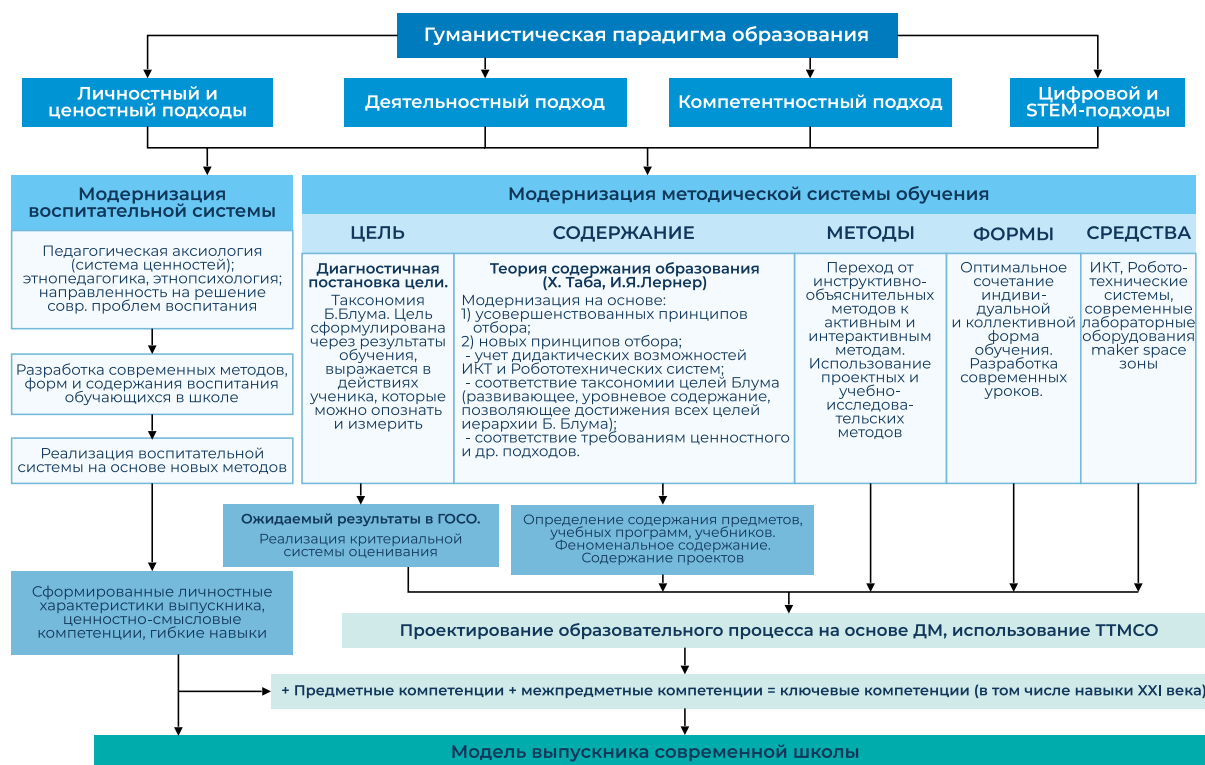 Гуманистическая парадигма образования
Личностный и
ценостный подходы
Деятельностный подход
Компетентностный подход
Цифровой и
STEM-подходы
Модернизация
воспитательной системы
Педагогическая аксиология
(система ценностей);
этнопедагогика, этнопсихология;
направленность на решение
совр. проблем воспитания
Разработка современных методов,
форм и содержания воспитания
обучающихся в школе
Реализация воспитательной
системы на основе новых методов
Сформированные личностные
характеристики выпускника,
ценностно-смысловые
компетенции, гибкие навыки
Модернизация методической системы обучения
ЦЕЛЬ
Диагностичная
постановка цели.
Таксономия
Б.Блума. Цель
сформулирована
через результаты
обучения,
выражается в
действиях
ученика, которые
можно опознать
и измерить
СОДЕРЖАНИЕ
Теория содержания образования
(Х. Таба, И.Я.Лернер)
Модернизация на основе:
1) усовершенствованных принципов
отбора;
2) новых принципов отбора;
- учет дидактических возможностей
ИКТ и Робототехнических систем;
- соответствие таксономии целей Блума
(развивающее, уровневое содержание,
позволяющее достижения всех целей
иерархии Б. Блума);
- соответствие требованиям ценностного
и др. подходов.
МЕТОДЫ
Переход от
инструктивно-
объяснительных
методов к
активным и
интерактивным
методам.
Использование
проектных и
учебно-
исследова-
тельских
методов
ФОРМЫ
Оптимальное
сочетание
индиви-
дуальной
и коллективной
форма
обучения.
Разработка
современных
уроков.
СРЕДСТВА
ИКТ, Робото-
технические
системы,
современные
лабораторные
оборудования
maker space
зоны
Ожидаемый результаты в ГОСО.
Реализация критериальной
системы оценивания
Определение содержания предметов,
учебных программ, учебников.
Феноменальное содержание.
Содержание проектов
Проектирование образовательного процесса на основе ДМ, использование ТТМСО
+ Предметные компетенции + межпредметные компетенции = ключевые компетенции (в том числе навыки XXI века)
Модель выпускника современной школы